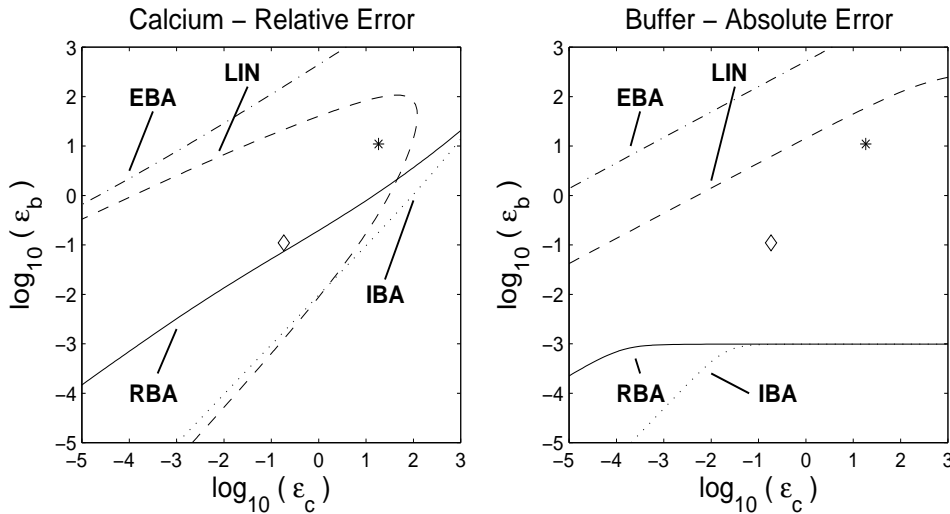 Calcium – Relative Error
3
2
1
0
−1
−2
−3
−4
−5
−5 −4 −3 −2 −1 0 1 2 3
log10 ( εb )
log10 ( εc )
EBA
LIN
IBA
RBA
Buffer – Absolute Error
3
2
1
0
−1
−2
−3
−4
−5
−5 −4 −3 −2 −1 0 1 2 3
log10 ( εb )
log10 ( εc )
EBA
LIN
RBA
IBA